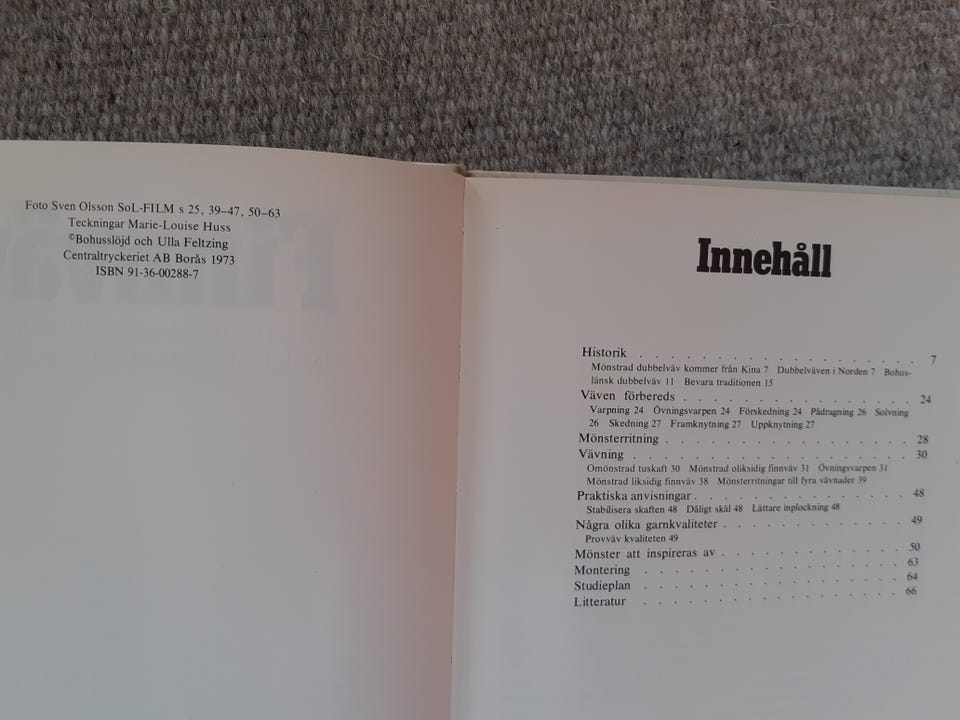 Foto Sven Olsson SoL-FILM s 25, 39–47, 50–63
Teckningar Marie-Louise Huss
©Bohusslöjd och Ulla Feltzing
Centraltryckeriet AB Borås 1973
ISBN 91-36-00288-7
Innehåll
Historik . . . . . . . . . . . . . . . . . 7
Mönstrad dubbelväv kommer från Kina 7 Dubbelväven i Norden 7 Bohus-
länsk dubbelväv 11 Bevara traditionen 15
Väven förbereds . . . . . . . . . . . . . . 24
Varpning 24 Övningsvarpen 24 Förskedning 24 Pådragning 26 Solvning
26 Skedning 27 Framknytning 27 Uppknytning 27
Mönsterritning . . . . . . . . . . . . . . . 28
Vävning . . . . . . . . . . . . . . . . . 30
Omönstrad tuskaft 30 Mönstrad oliksidig finnväv 31 Övningsvarpen 31
Mönstrad liksidig finnväv 38 Mönsterritningar till fyra vävnader 39
Praktiska anvisningar . . . . . . . . . . . . . 48
Stabilisera skaften 48 Dåligt skäl 48 Lättare inplockning 48
Några olika garnkvaliteter . . . . . . . . . . . 49
Provväv kvaliteten 49
Mönster att inspireras av . . . . . . . . . . . 50
Montering . . . . . . . . . . . . . . . . 63
Studieplan . . . . . . . . . . . . . . . . 64
Litteratur . . . . . . . . . . . . . . . . 66